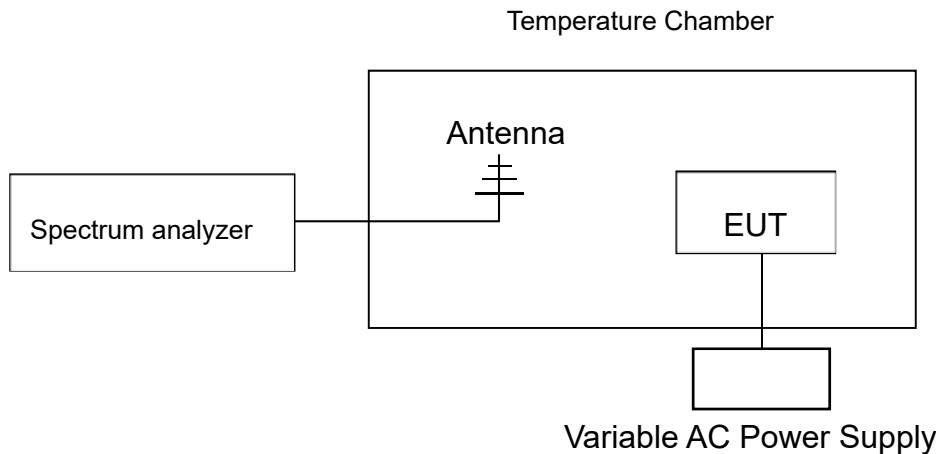 Temperature Chamber
Antenna
Spectrum analyzer
EUT
Variable AC Power Supply